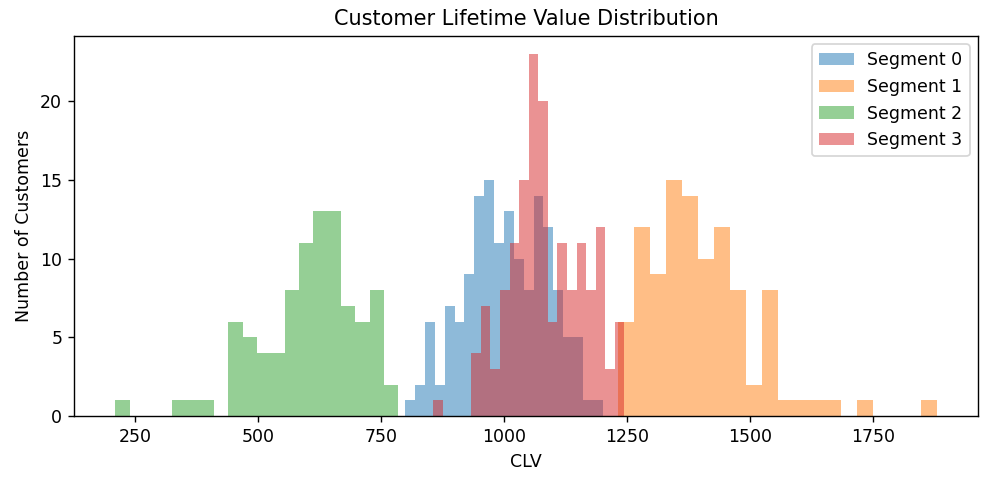 Customer Lifetime Value Distribution
Segment 0
Segment 1
Segment 2
Segment 3
Number of Customers
20
15
10
5
0
250 500 750 1000 1250 1500 1750
CLV